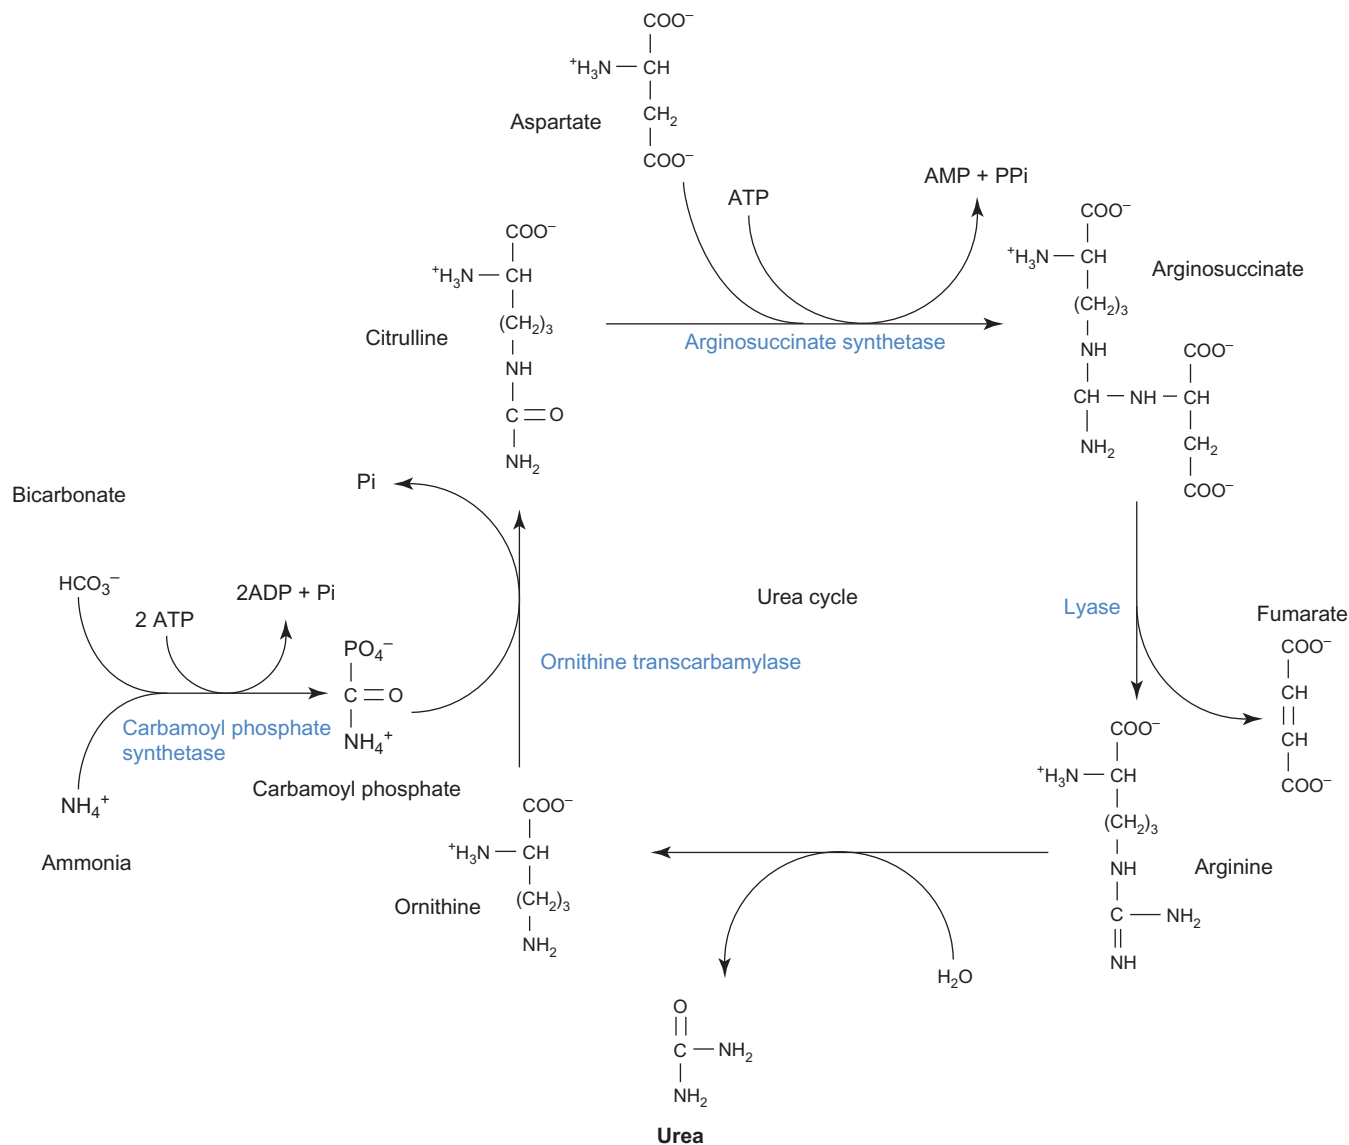 COO⁻
⁺H₃N
CH
CH₂
Aspartate
COO⁻
ATP
AMP + PPi
COO⁻
⁺H₃N
CH
(CH₂)₃
Citrulline
NH
C
O
NH₂
Arginosuccinate synthetase
COO⁻
⁺H₃N
CH
Arginosuccinate
(CH₂)₃
NH
COO⁻
CH
NH
CH
NH₂
CH₂
COO⁻
Pi
Bicarbonate
HCO₃⁻
2 ATP
2ADP + Pi
PO₄⁻
C
O
NH₄⁺
Carbamoyl phosphate
synthetase
Carbamoyl phosphate
NH₄⁺
Ammonia
Urea cycle
Ornithine transcarbamylase
Lyase
Fumarate
COO⁻
CH
CH
COO⁻
COO⁻
⁺H₃N
CH
(CH₂)₃
NH
Arginine
C
NH₂
NH
COO⁻
⁺H₃N
CH
(CH₂)₃
Ornithine
NH₂
H₂O
O
C
NH₂
NH₂
Urea